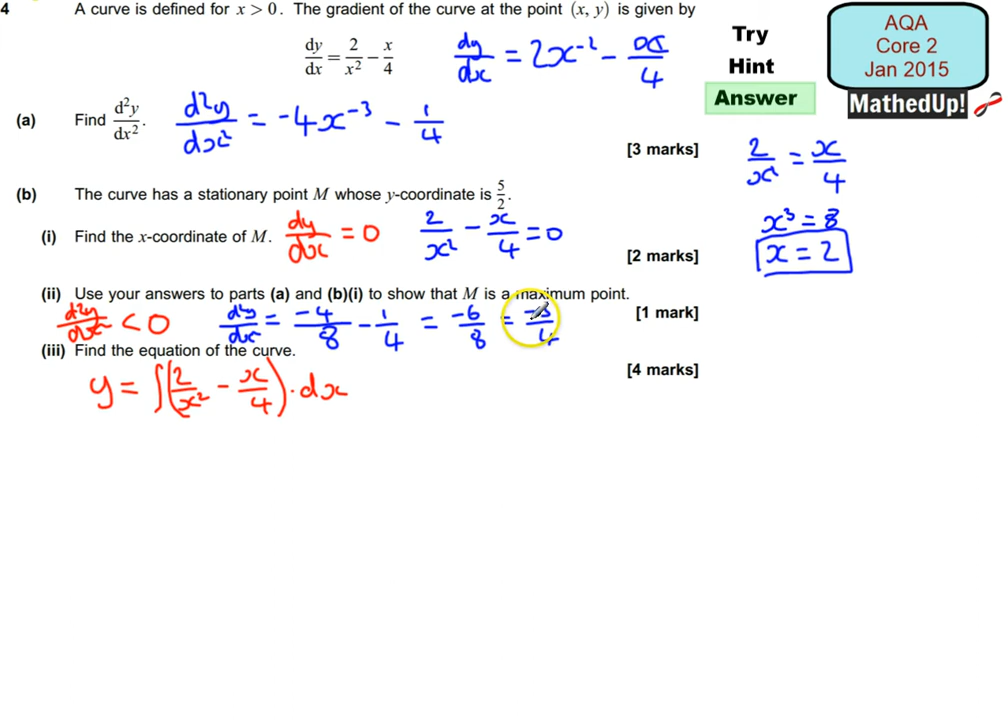 4 A curve is defined for x > 0. The gradient of the curve at the point (x, y) is given by
dy/dx = 2/x² − x/4
dy/dx = 2x⁻² − x/4
Try
Hint
Answer
AQA
Core 2
Jan 2015
MathedUp!
(a) Find d²y/dx².
d²y/dx² = -4x⁻³ − 1/4
[3 marks]
2/x² = x/4
x³ = 8
x = 2
(b) The curve has a stationary point M whose y-coordinate is 5/2.
(i) Find the x-coordinate of M.
dy/dx = 0
2/x² − x/4 = 0
[2 marks]
(ii) Use your answers to parts (a) and (b)(i) to show that M is a maximum point.
d²y/dx² < 0
d²y/dx² = -4/8 − 1/4 = -6/8 = -3/4
[1 mark]
(iii) Find the equation of the curve.
[4 marks]
y = ∫(2/x² − x/4).dx